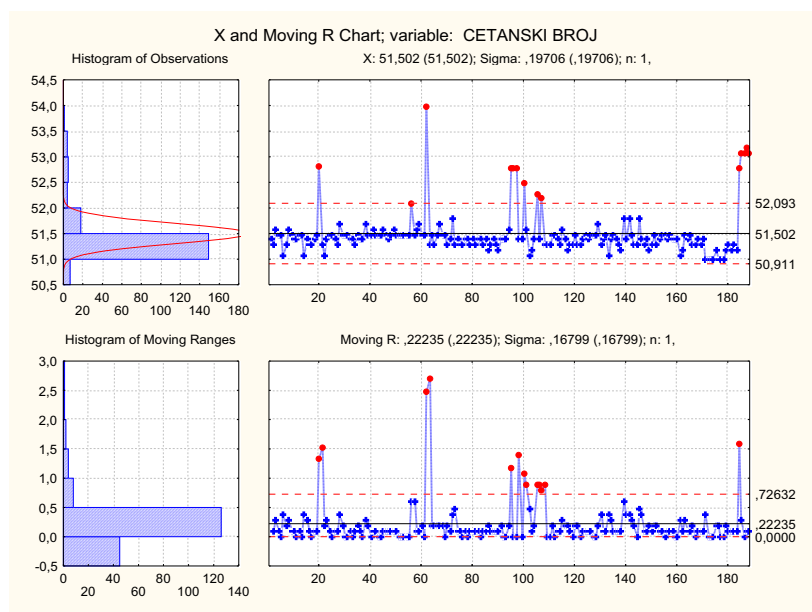 X and Moving R Chart; variable:  CETANSKI BROJ
Histogram of Observations
X: 51,502 (51,502); Sigma: ,19706 (,19706); n: 1,
54,5
54,0
53,5
53,0
52,5
52,0
51,5
51,0
50,5
0 40 80 120 160
20 60 100 140 180
20 40 60 80 100 120 140 160 180
52,093
51,502
50,911
Histogram of Moving Ranges
Moving R: ,22235 (,22235); Sigma: ,16799 (,16799); n: 1,
3,0
2,5
2,0
1,5
1,0
0,5
0,0
-0,5
0 40 80 120
20 60 100 140
20 40 60 80 100 120 140 160 180
,72632
,22235
0,0000